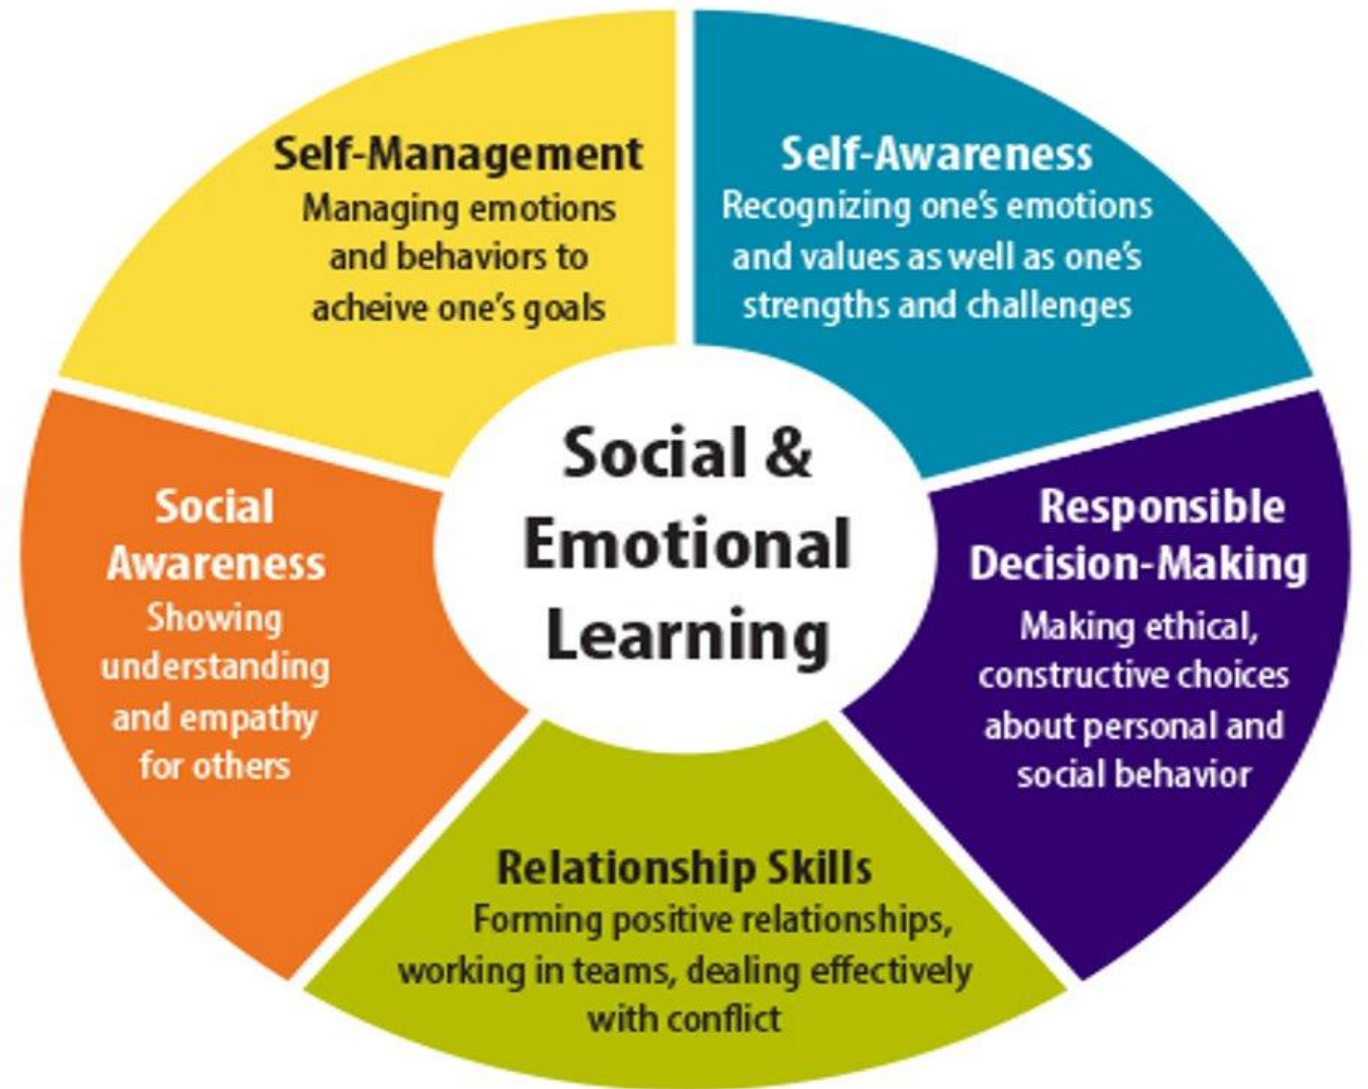 Self-Management
Managing emotions
and behaviors to
acheive one's goals
Self-Awareness
Recognizing one's emotions
and values as well as one's
strengths and challenges
Social &
Emotional
Learning
Social
Awareness
Showing
understanding
and empathy
for others
Responsible
Decision-Making
Making ethical,
constructive choices
about personal and
social behavior
Relationship Skills
Forming positive relationships,
working in teams, dealing effectively
with conflict